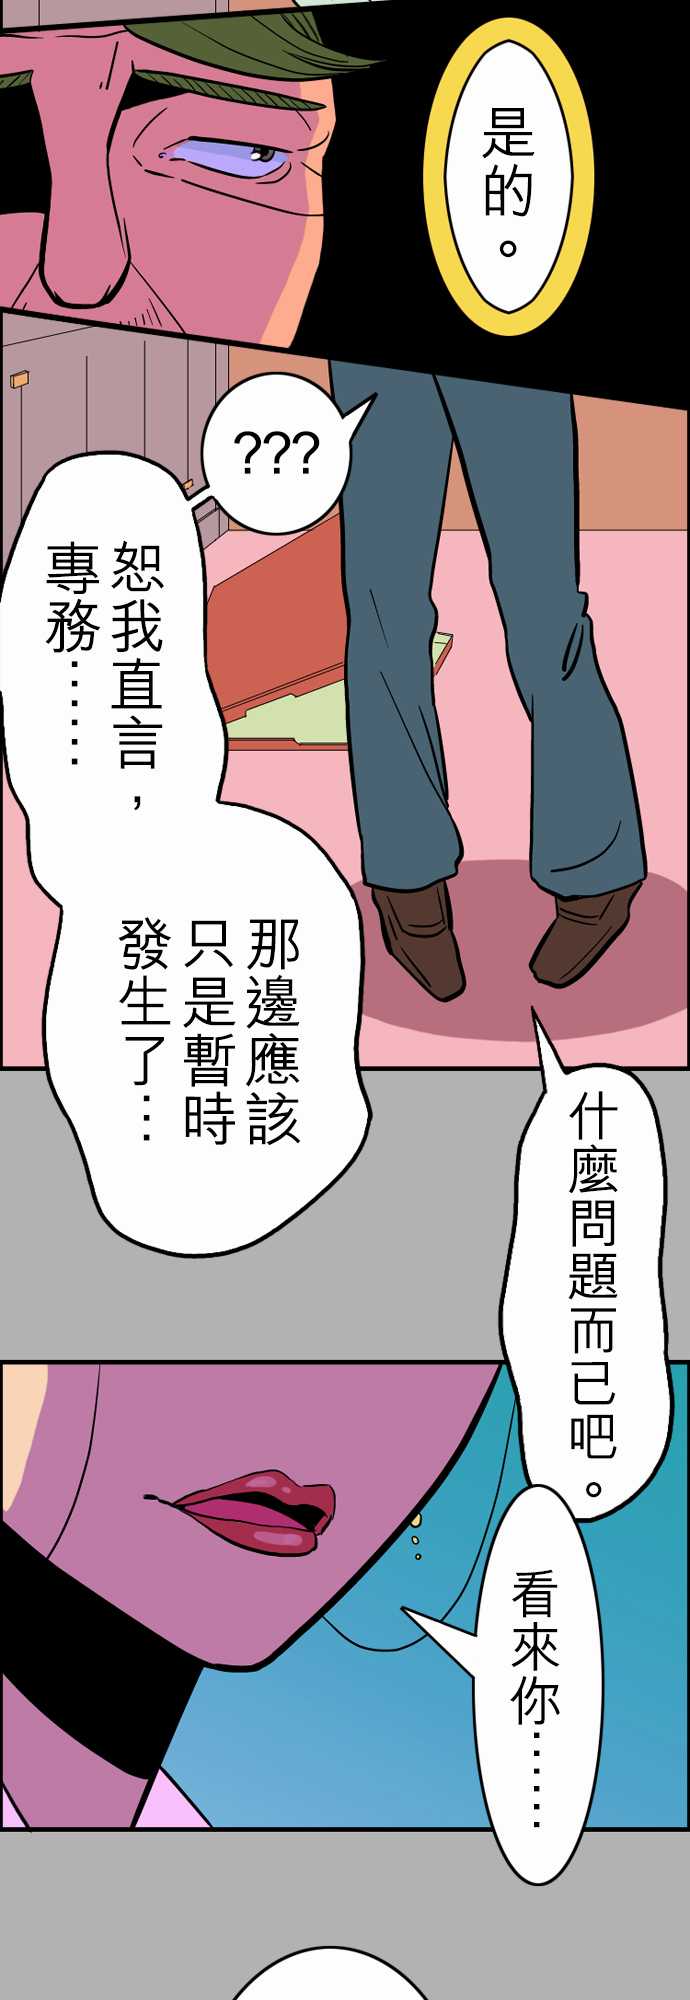 是的。
???
恕我直言，
專務……
那邊應該
只是暫時
發生了…
什麼問題而已吧。
看來你……